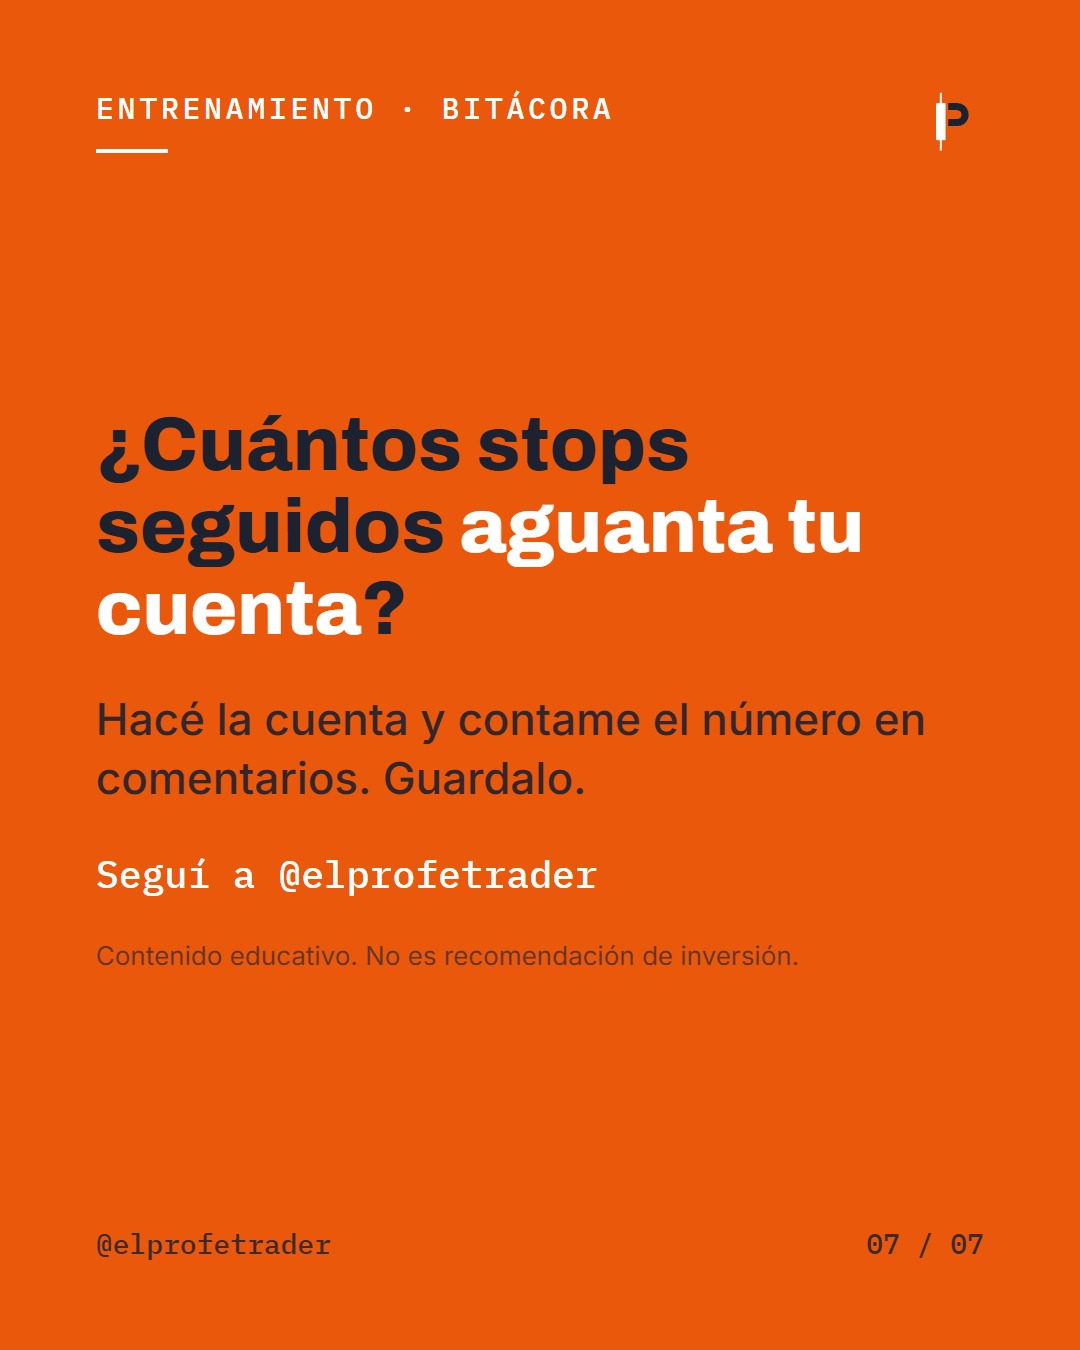 ENTRENAMIENTO · BITÁCORA
¿Cuántos stops
seguidos aguanta tu
cuenta?
Hacé la cuenta y contame el número en
comentarios. Guardalo.
Seguí a @elprofetrader
Contenido educativo. No es recomendación de inversión.
@elprofetrader
07 / 07